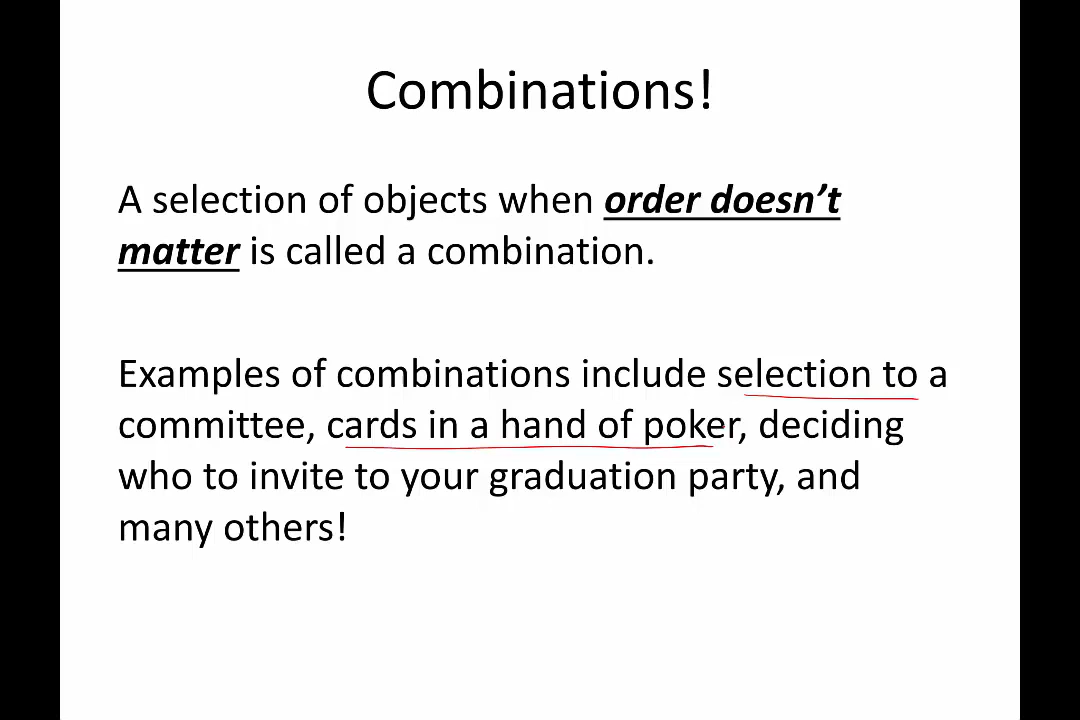 Combinations!
A selection of objects when order doesn’t
matter is called a combination.
Examples of combinations include selection to a
committee, cards in a hand of poker, deciding
who to invite to your graduation party, and
many others!